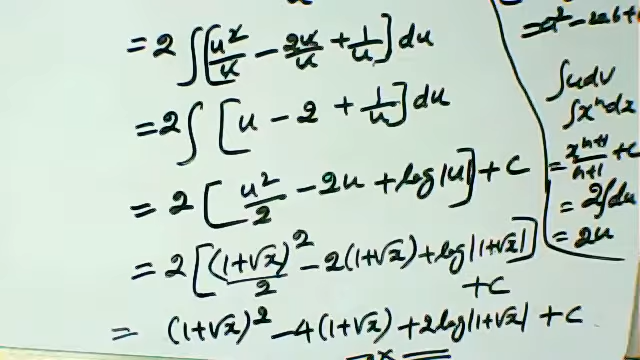 = 2 ∫ [u²/u − 2u/u + 1/u] du
= 2 ∫ [u − 2 + 1/u] du
= 2 [u²/2 − 2u + log|u|] + C
= 2 [(1+√x)²/2 − 2(1+√x) + log|1+√x|]
+C
= (1+√x)² − 4(1+√x) + 2log|1+√x| + C
∫udv
∫xⁿdx
= xⁿ⁺¹/n+1 + C
= 2∫du
= 2u